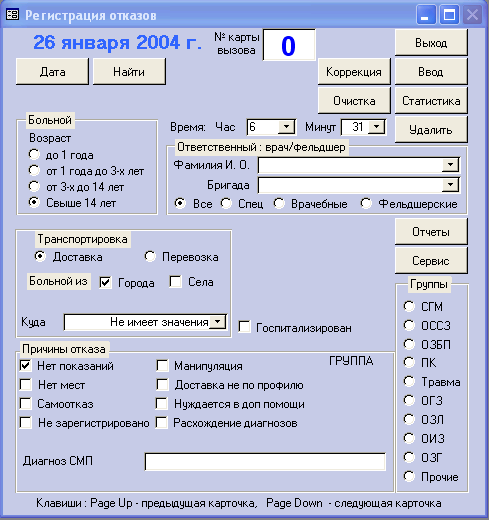 Регистрация отказов
26 января 2004 г.
№ карты вызова
0
Выход
Дата
Найти
Коррекция
Ввод
Очистка
Статистика
Удалить
Больной
Возраст
до 1 года
от 1 года до 3-х лет
от 3-х до 14 лет
Свыше 14 лет
Время: Час 6 Минут 31
Ответственный : врач/фельдшер
Фамилия И. О.
Бригада
Все Спец Врачебные Фельдшерские
Отчеты
Сервис
Транспортировка
Доставка Перевозка
Больной из Города Села
Куда Не имеет значения
Госпитализирован
Группы
СГМ
ОССЗ
ОЗБП
ПК
Травма
ОГЗ
ОЗЛ
ОИЗ
ОЗГ
Прочие
Причины отказа
ГРУППА
Нет показаний Манипуляция
Нет мест Доставка не по профилю
Самоотказ Нуждается в доп помощи
Не зарегистрировано Расхождение диагнозов
Диагноз СМП
Клавиши : Page Up - предыдущая карточка, Page Down - следующая карточка